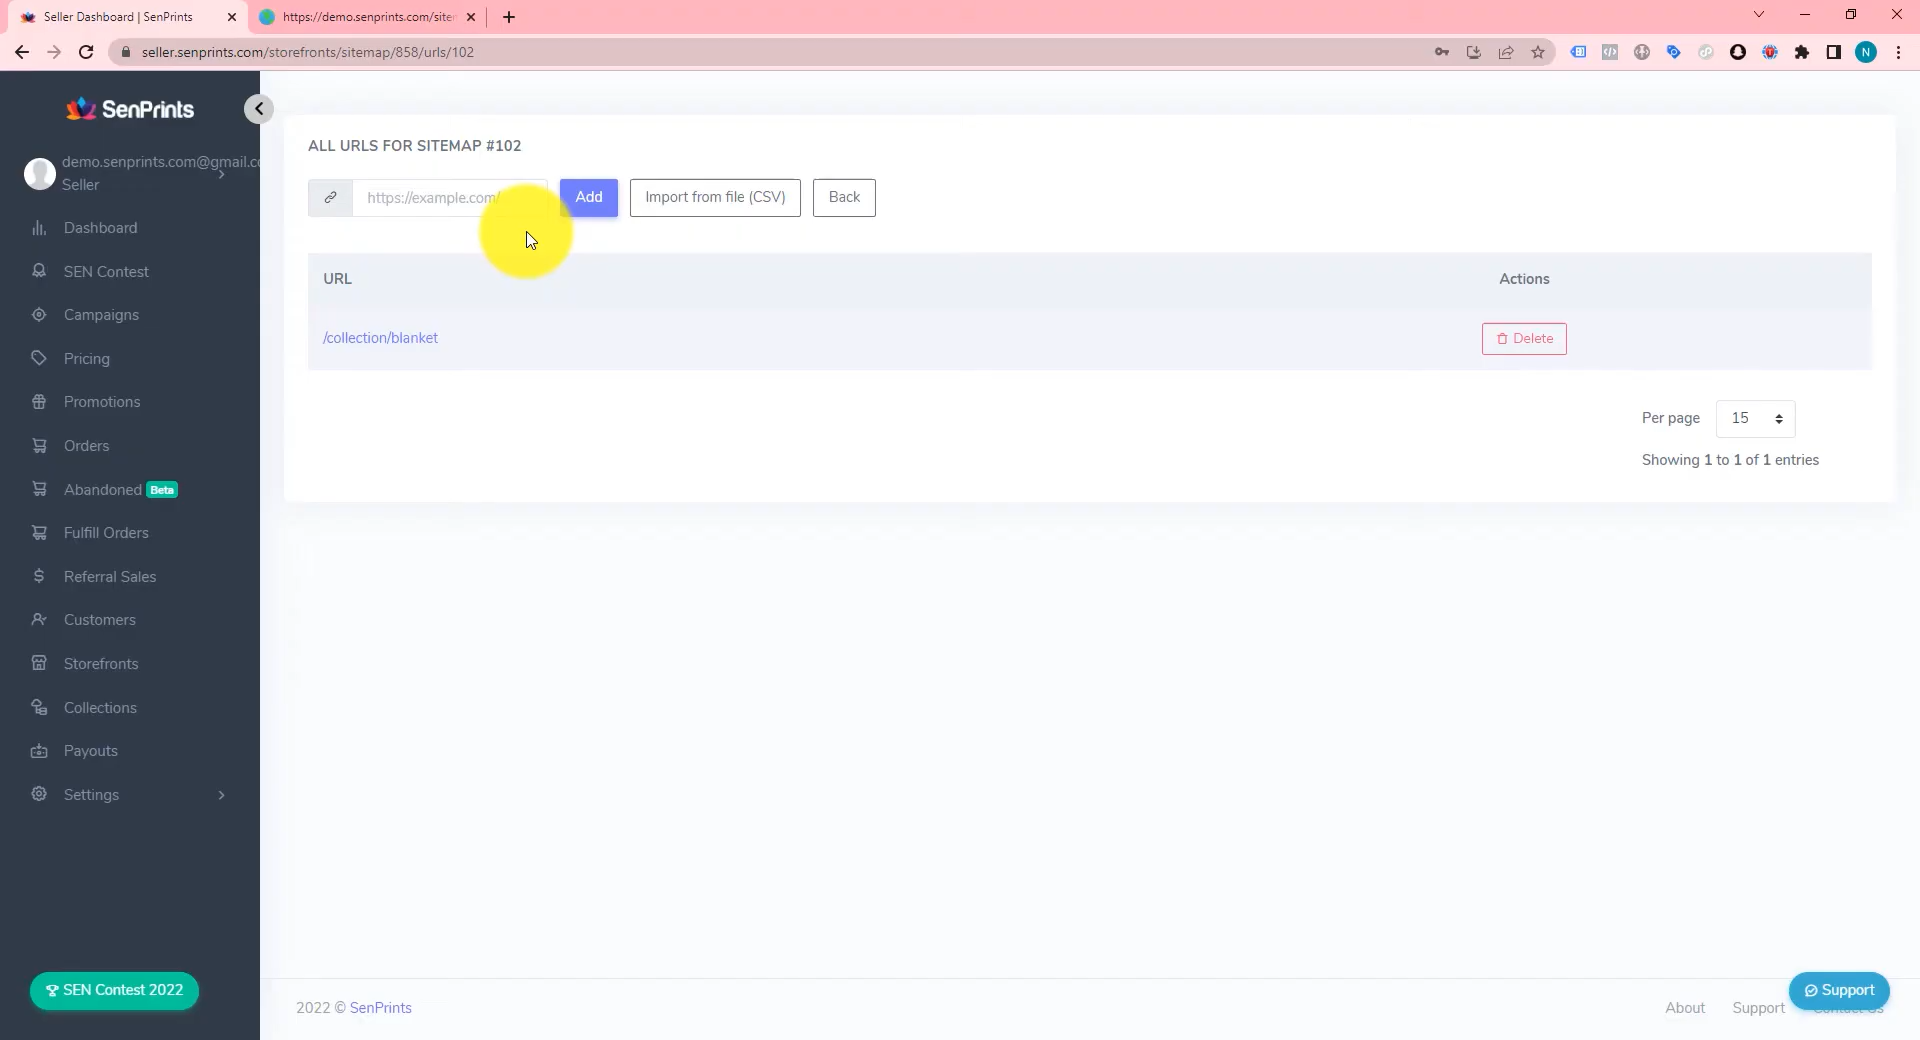 Seller Dashboard | SenPrints
https://demo.senprints.com/sitem
seller.senprints.com/storefronts/sitemap/858/urls/102
N
SenPrints
demo.senprints.com@gmail.co
Seller
Dashboard
SEN Contest
Campaigns
Pricing
Promotions
Orders
Abandoned Beta
Fulfill Orders
Referral Sales
Customers
Storefronts
Collections
Payouts
Settings
SEN Contest 2022
ALL URLS FOR SITEMAP #102
https://example.com/
Add
Import from file (CSV)
Back
URL
Actions
/collection/blanket
Delete
Per page 15
Showing 1 to 1 of 1 entries
Support
2022 © SenPrints
About
Support
Contact Us